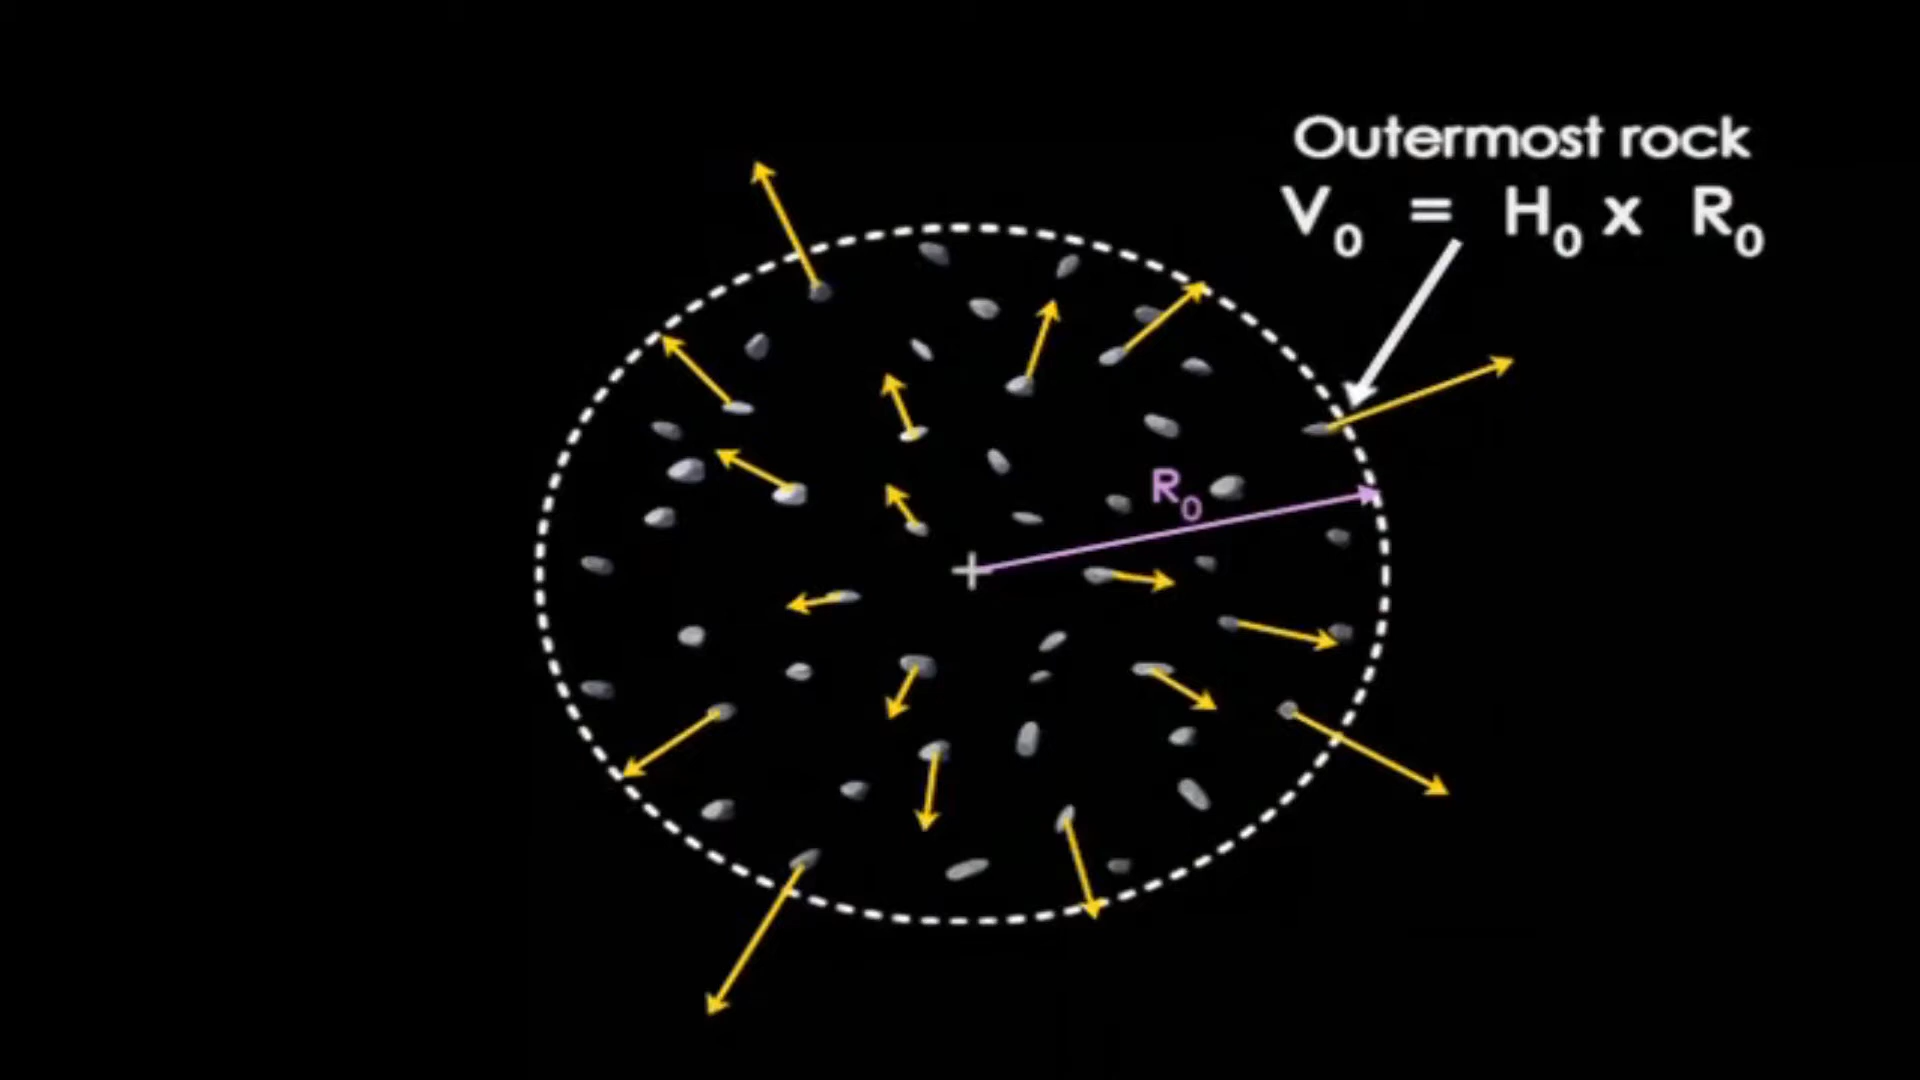 Outermost rock
V₀ = H₀ x R₀
R₀